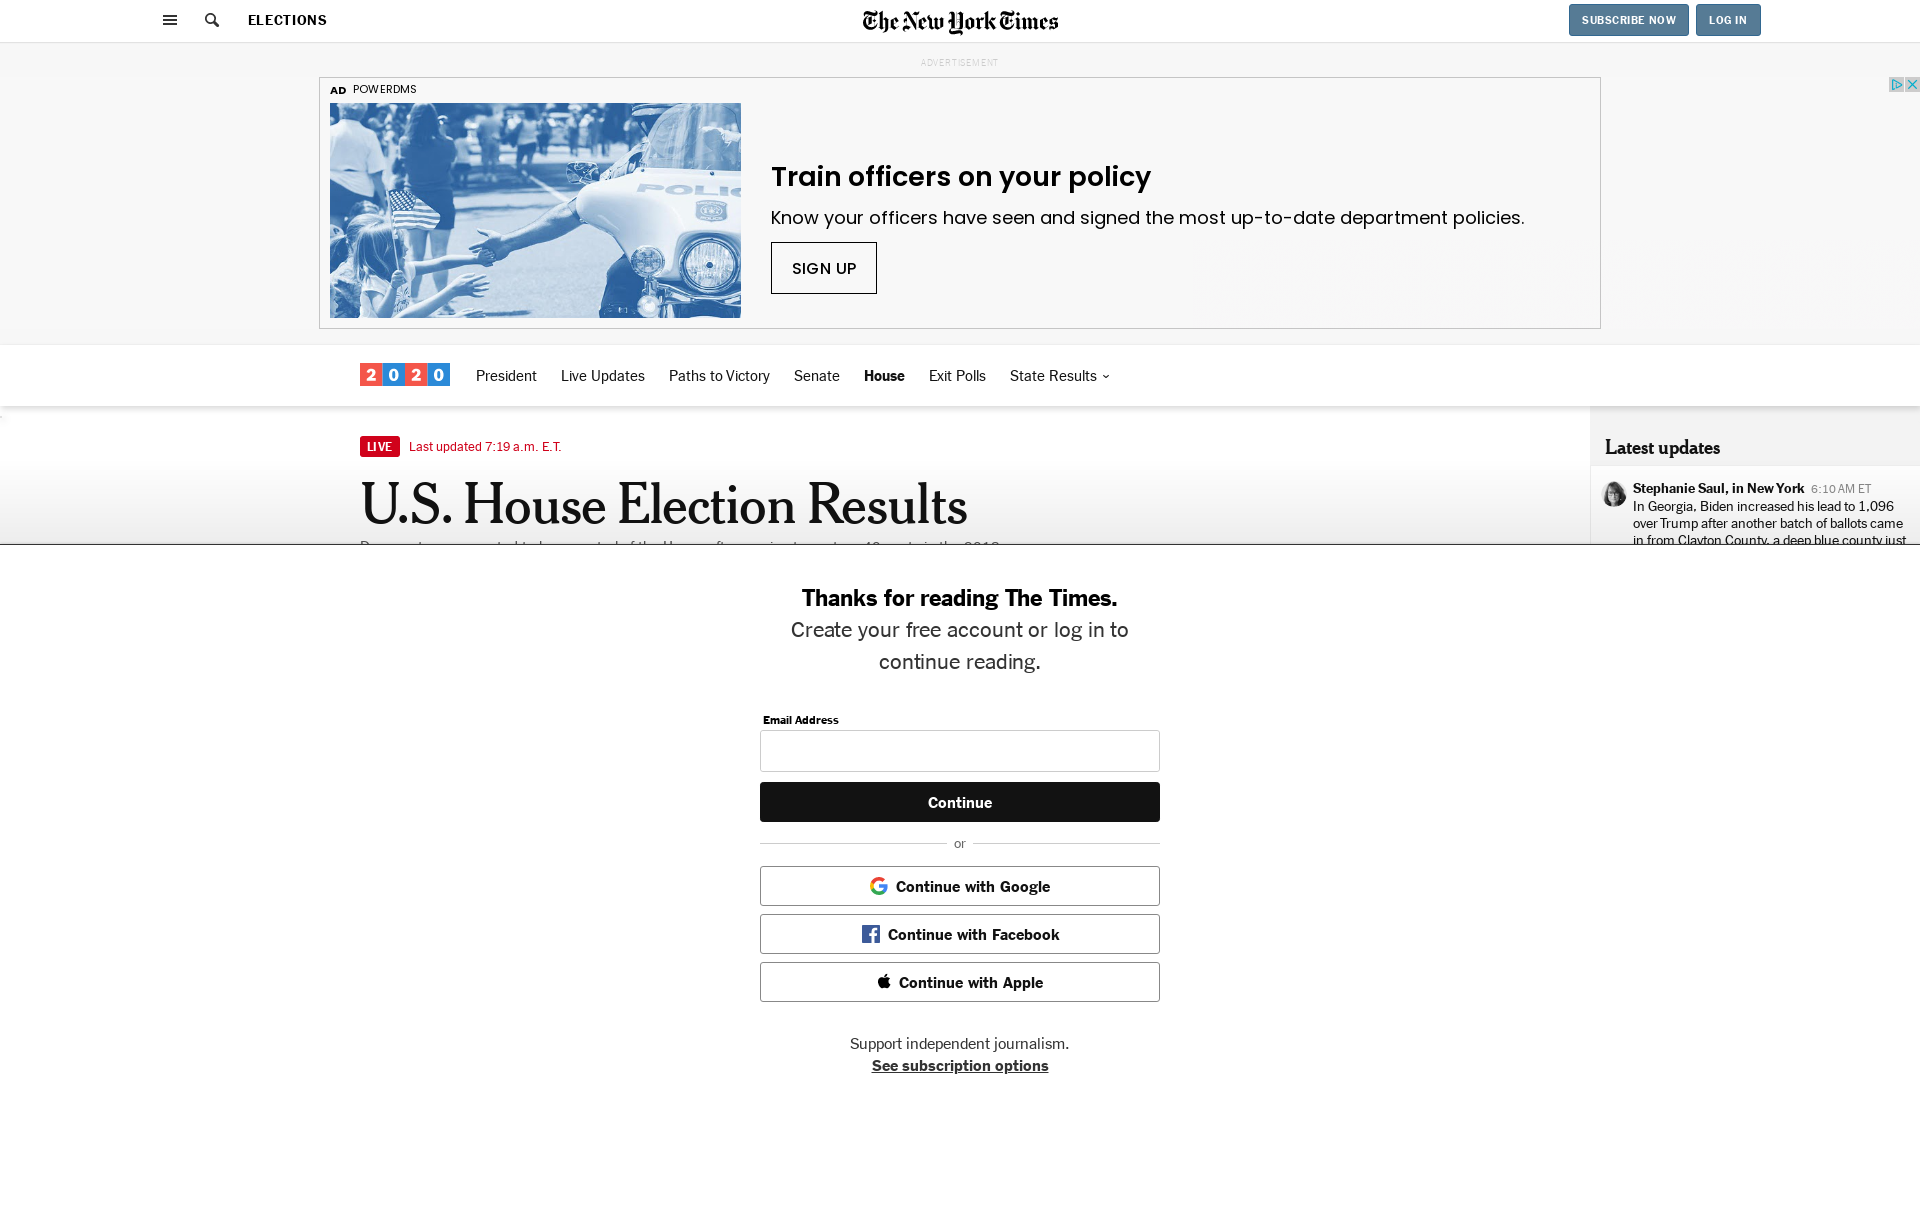 ELECTIONS
The New York Times
SUBSCRIBE NOW
LOG IN
ADVERTISEMENT
AD POWERDMS
POLIC
Train officers on your policy
Know your officers have seen and signed the most up-to-date department policies.
SIGN UP
2020
President
Live Updates
Paths to Victory
Senate
House
Exit Polls
State Results
LIVE Last updated 7:19 a.m. E.T.
U.S. House Election Results
Latest updates
Stephanie Saul, in New York 6:10 AM ET
In Georgia, Biden increased his lead to 1,096
over Trump after another batch of ballots came
in from Clayton County, a deep blue county just
Thanks for reading The Times.
Create your free account or log in to
continue reading.
Email Address
Continue
or
Continue with Google
Continue with Facebook
Continue with Apple
Support independent journalism.
See subscription options